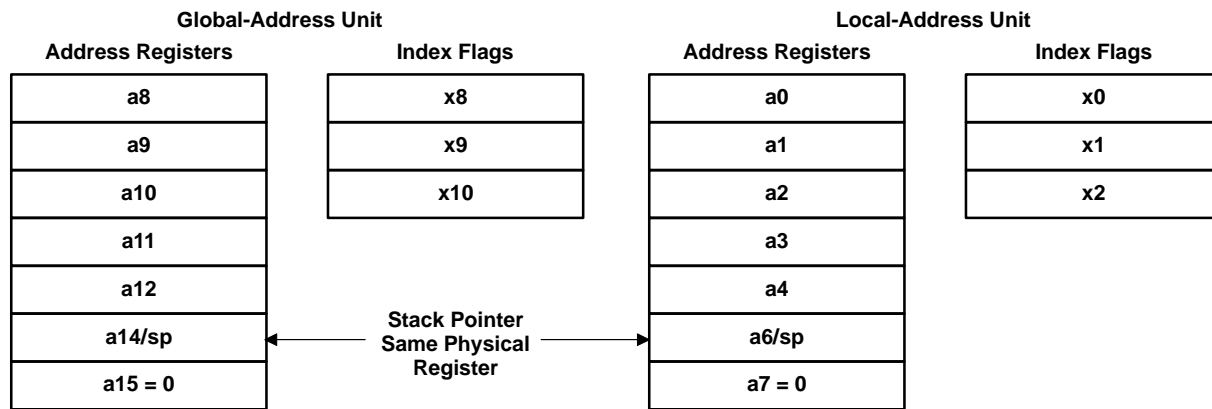 Global-Address Unit
Local-Address Unit
Address Registers
Index Flags
Address Registers
Index Flags
a8
x8
a0
x0
a9
x9
a1
x1
a10
x10
a2
x2
a11
a3
a12
a4
a14/sp
Stack Pointer
Same Physical
Register
a6/sp
a15 = 0
a7 = 0